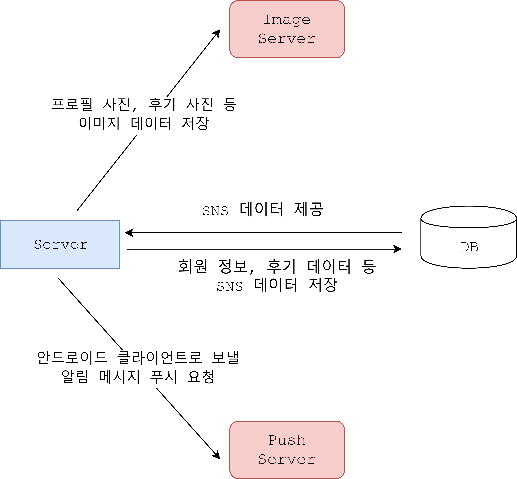 Image
Server
프로필 사진, 후기 사진 등
이미지 데이터 저장
SNS 데이터 제공
Server
DB
회원 정보, 후기 데이터 등
SNS 데이터 저장
안드로이드 클라이언트로 보낼
알림 메시지 푸시 요청
Push
Server